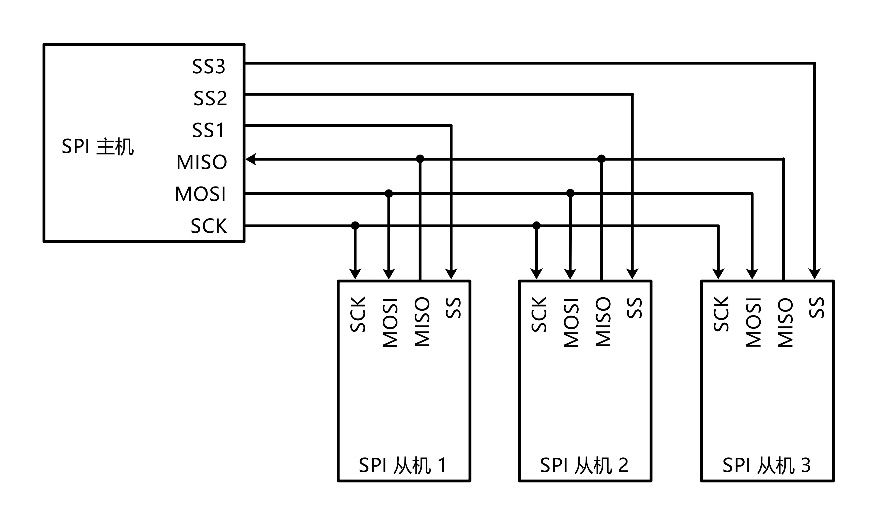 SS3
SS2
SS1
SPI 主机
MISO
MOSI
SCK
SCK
MOSI
MISO
SS
SCK
MOSI
MISO
SS
SCK
MOSI
MISO
SS
SPI 从机 1
SPI 从机 2
SPI 从机 3